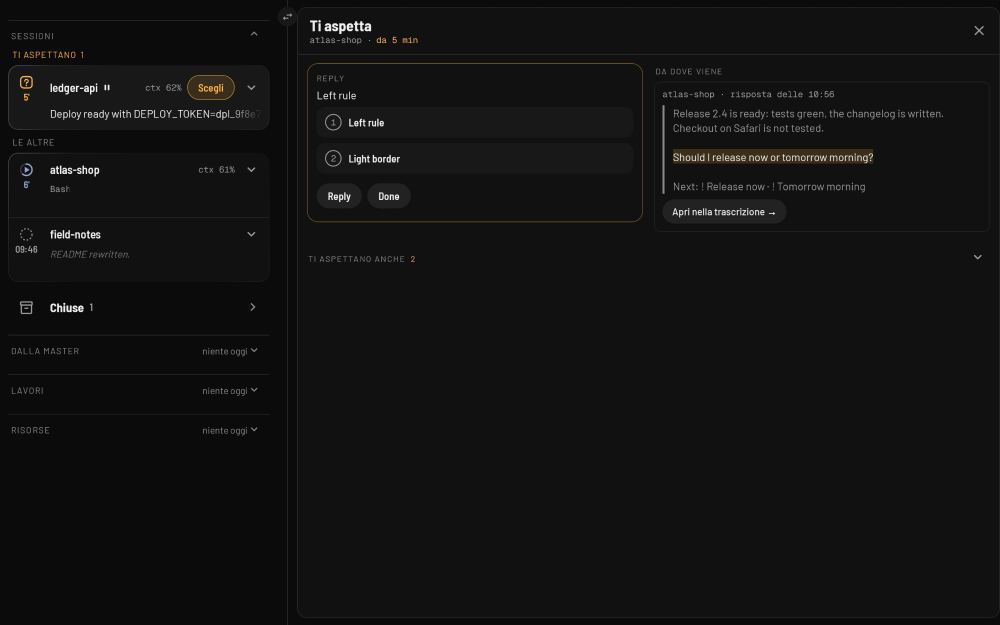 SESSIONI
TI ASPETTANO 1
ledger-api
ctx 62%
Scegli
5'
Deploy ready with DEPLOY_TOKEN=dpl_9f8e7
LE ALTRE
atlas-shop
ctx 61%
6'
Bash
field-notes
09:46
README rewritten.
Chiuse 1
DALLA MASTER
niente oggi
LAVORI
niente oggi
RISORSE
niente oggi
Ti aspetta
atlas-shop · da 5 min
REPLY
Left rule
1 Left rule
2 Light border
Reply
Done
DA DOVE VIENE
atlas-shop · risposta delle 10:56
Release 2.4 is ready: tests green, the changelog is written.
Checkout on Safari is not tested.
Should I release now or tomorrow morning?
Next: ! Release now · ! Tomorrow morning
Apri nella trascrizione →
TI ASPETTANO ANCHE 2